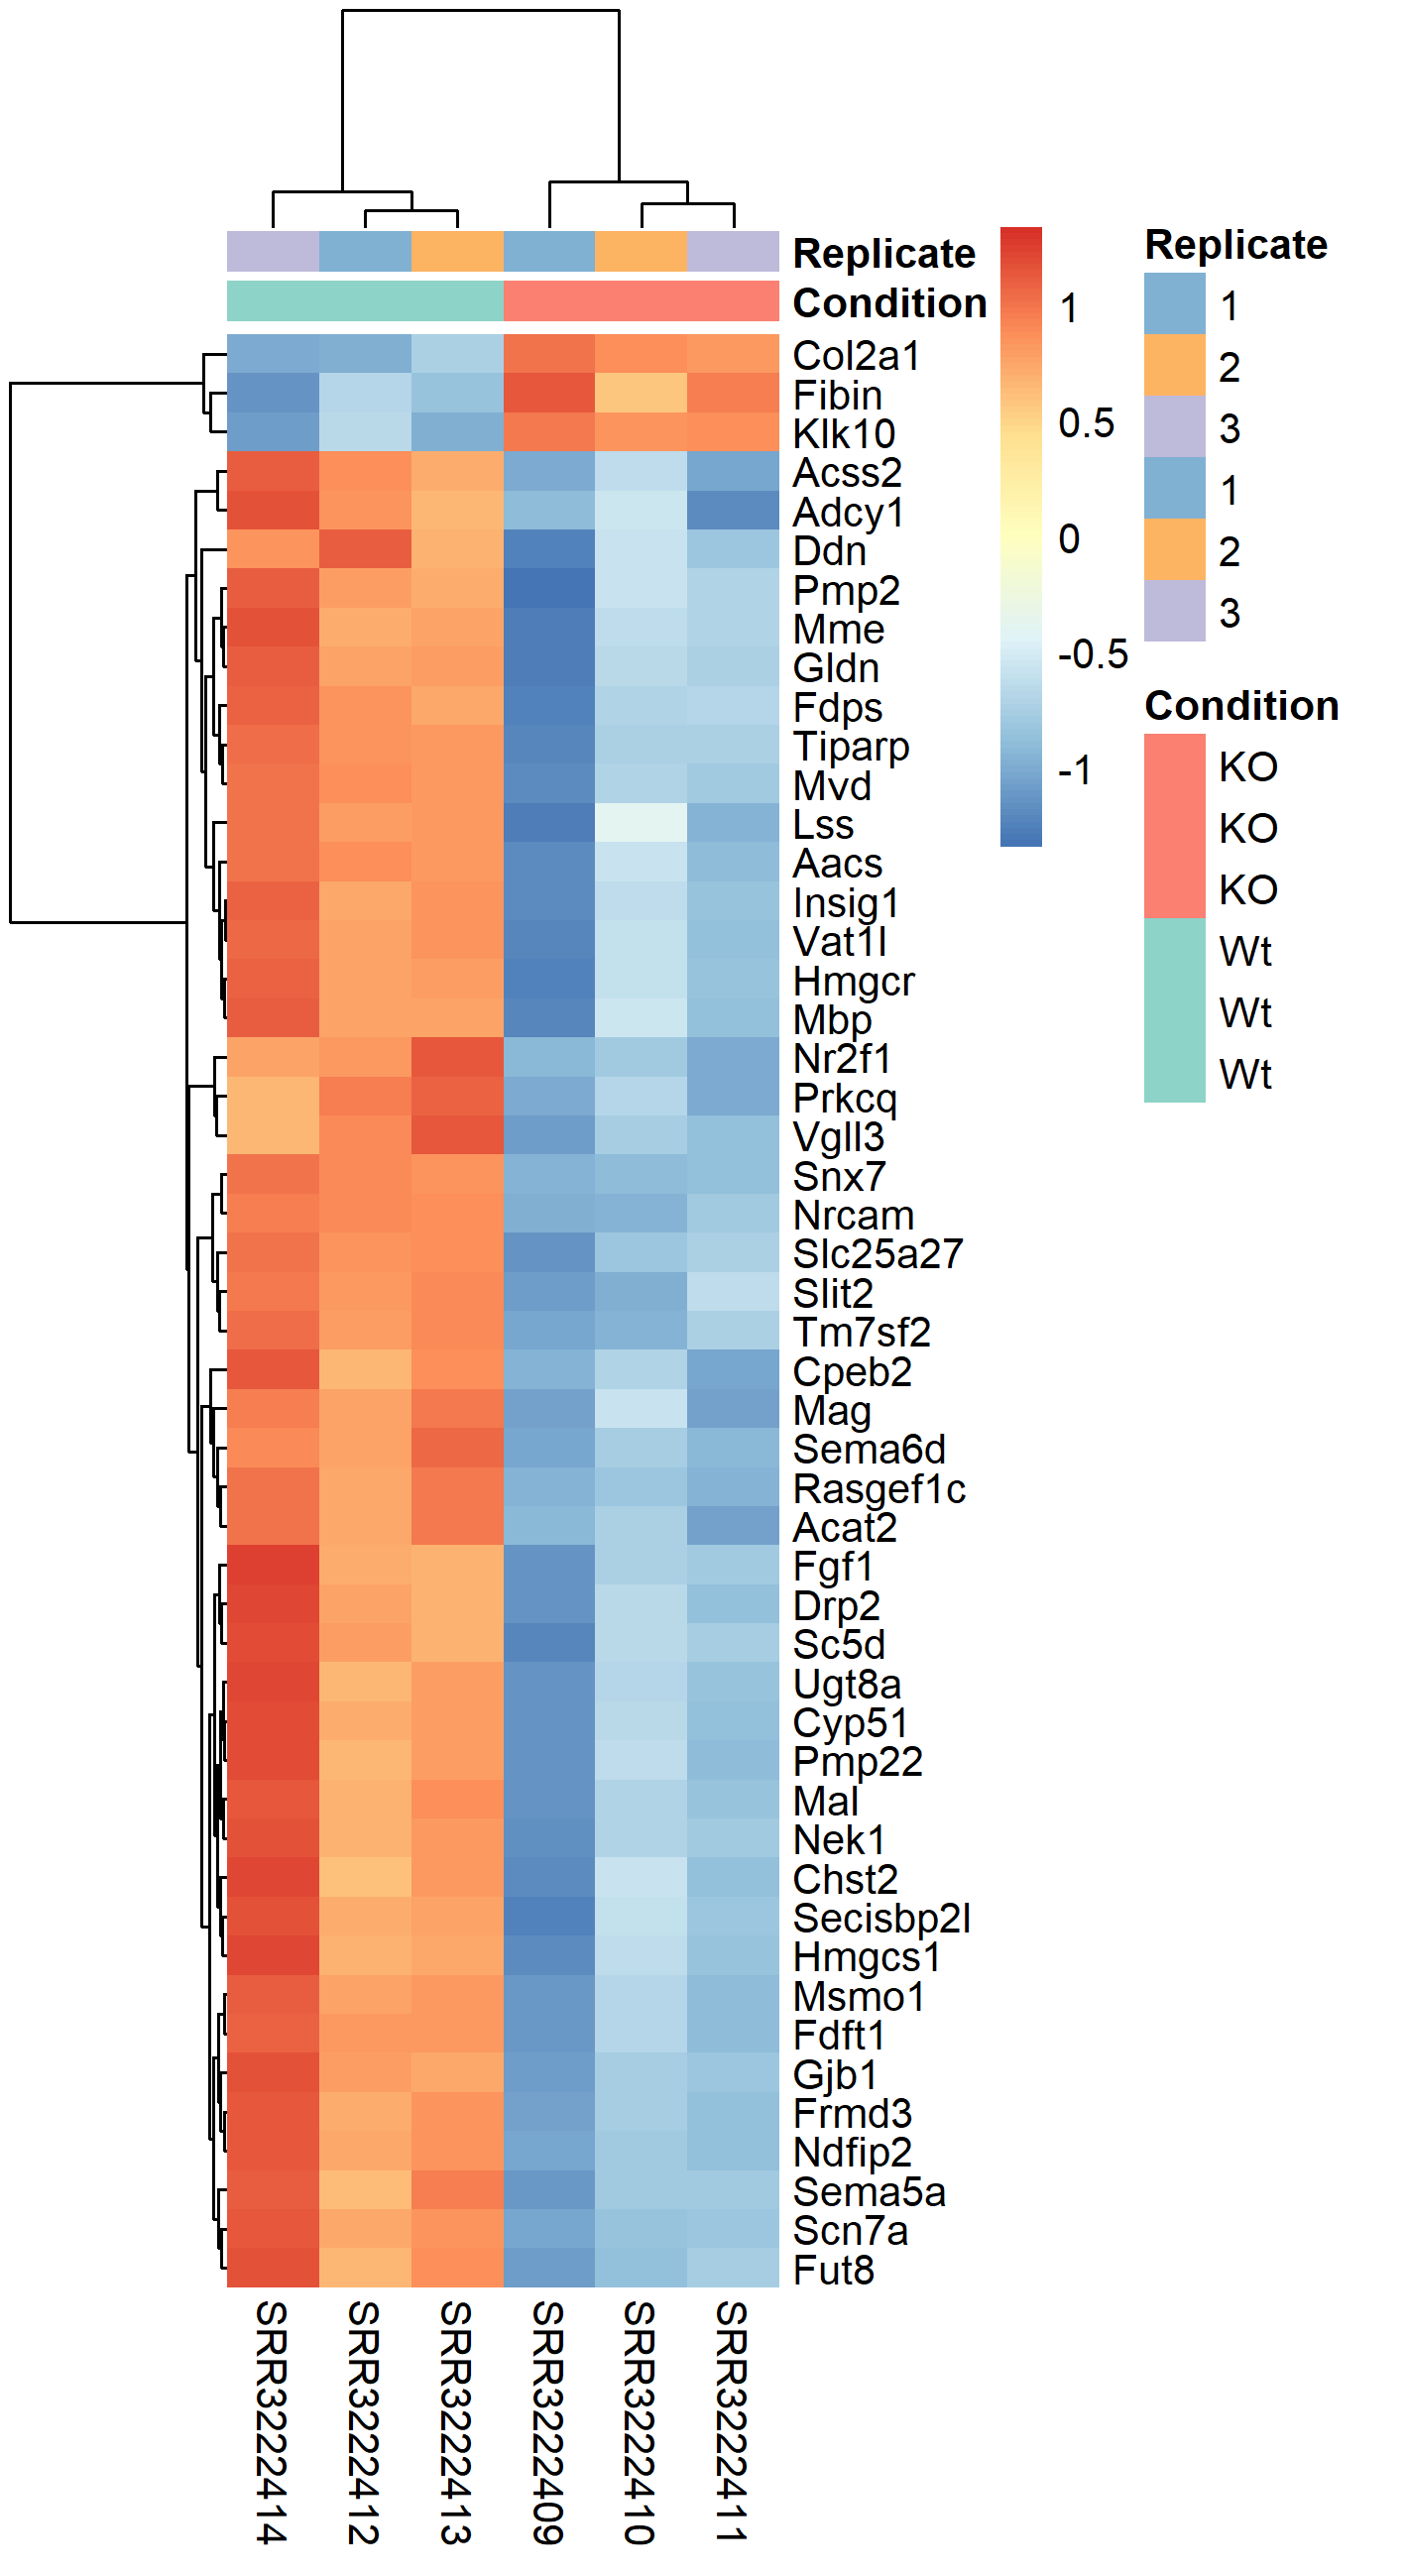 Replicate
Condition
Col2a1
Fibin
Klk10
Acss2
Adcy1
Ddn
Pmp2
Mme
Gldn
Fdps
Tiparp
Mvd
Lss
Aacs
Insig1
Vat1l
Hmgcr
Mbp
Nr2f1
Prkcq
Vgll3
Snx7
Nrcam
Slc25a27
Slit2
Tm7sf2
Cpeb2
Mag
Sema6d
Rasgef1c
Acat2
Fgf1
Drp2
Sc5d
Ugt8a
Cyp51
Pmp22
Mal
Nek1
Chst2
Secisbp2l
Hmgcs1
Msmo1
Fdft1
Gjb1
Frmd3
Ndfip2
Sema5a
Scn7a
Fut8
SRR3222414
SRR3222412
SRR3222413
SRR3222409
SRR3222410
SRR3222411
1
0.5
0
-0.5
-1
Replicate
1
2
3
1
2
3
Condition
KO
KO
KO
Wt
Wt
Wt